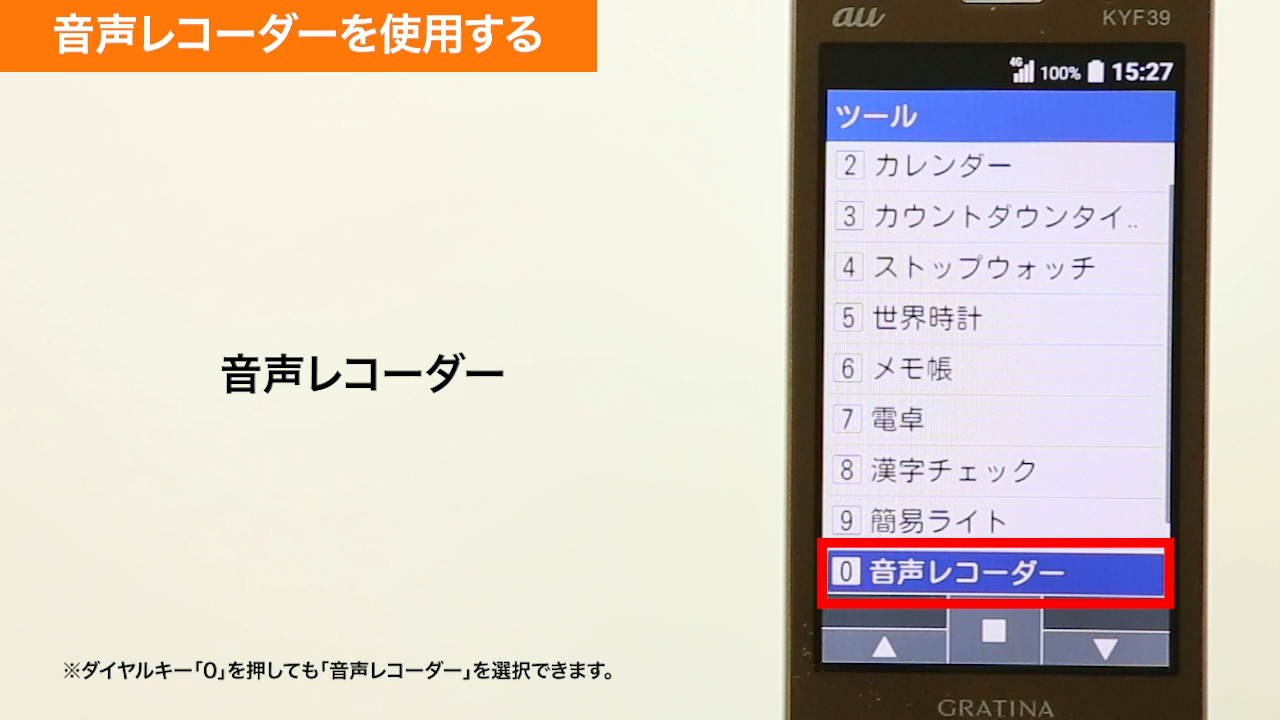 音声レコーダーを使用する
au
KYF39
4G 100% 15:27
ツール
2 カレンダー
3 カウントダウンタイ..
4 ストップウォッチ
5 世界時計
6 メモ帳
7 電卓
8 漢字チェック
9 簡易ライト
0 音声レコーダー
音声レコーダー
※ダイヤルキー「0」を押しても「音声レコーダー」を選択できます。
GRATINA